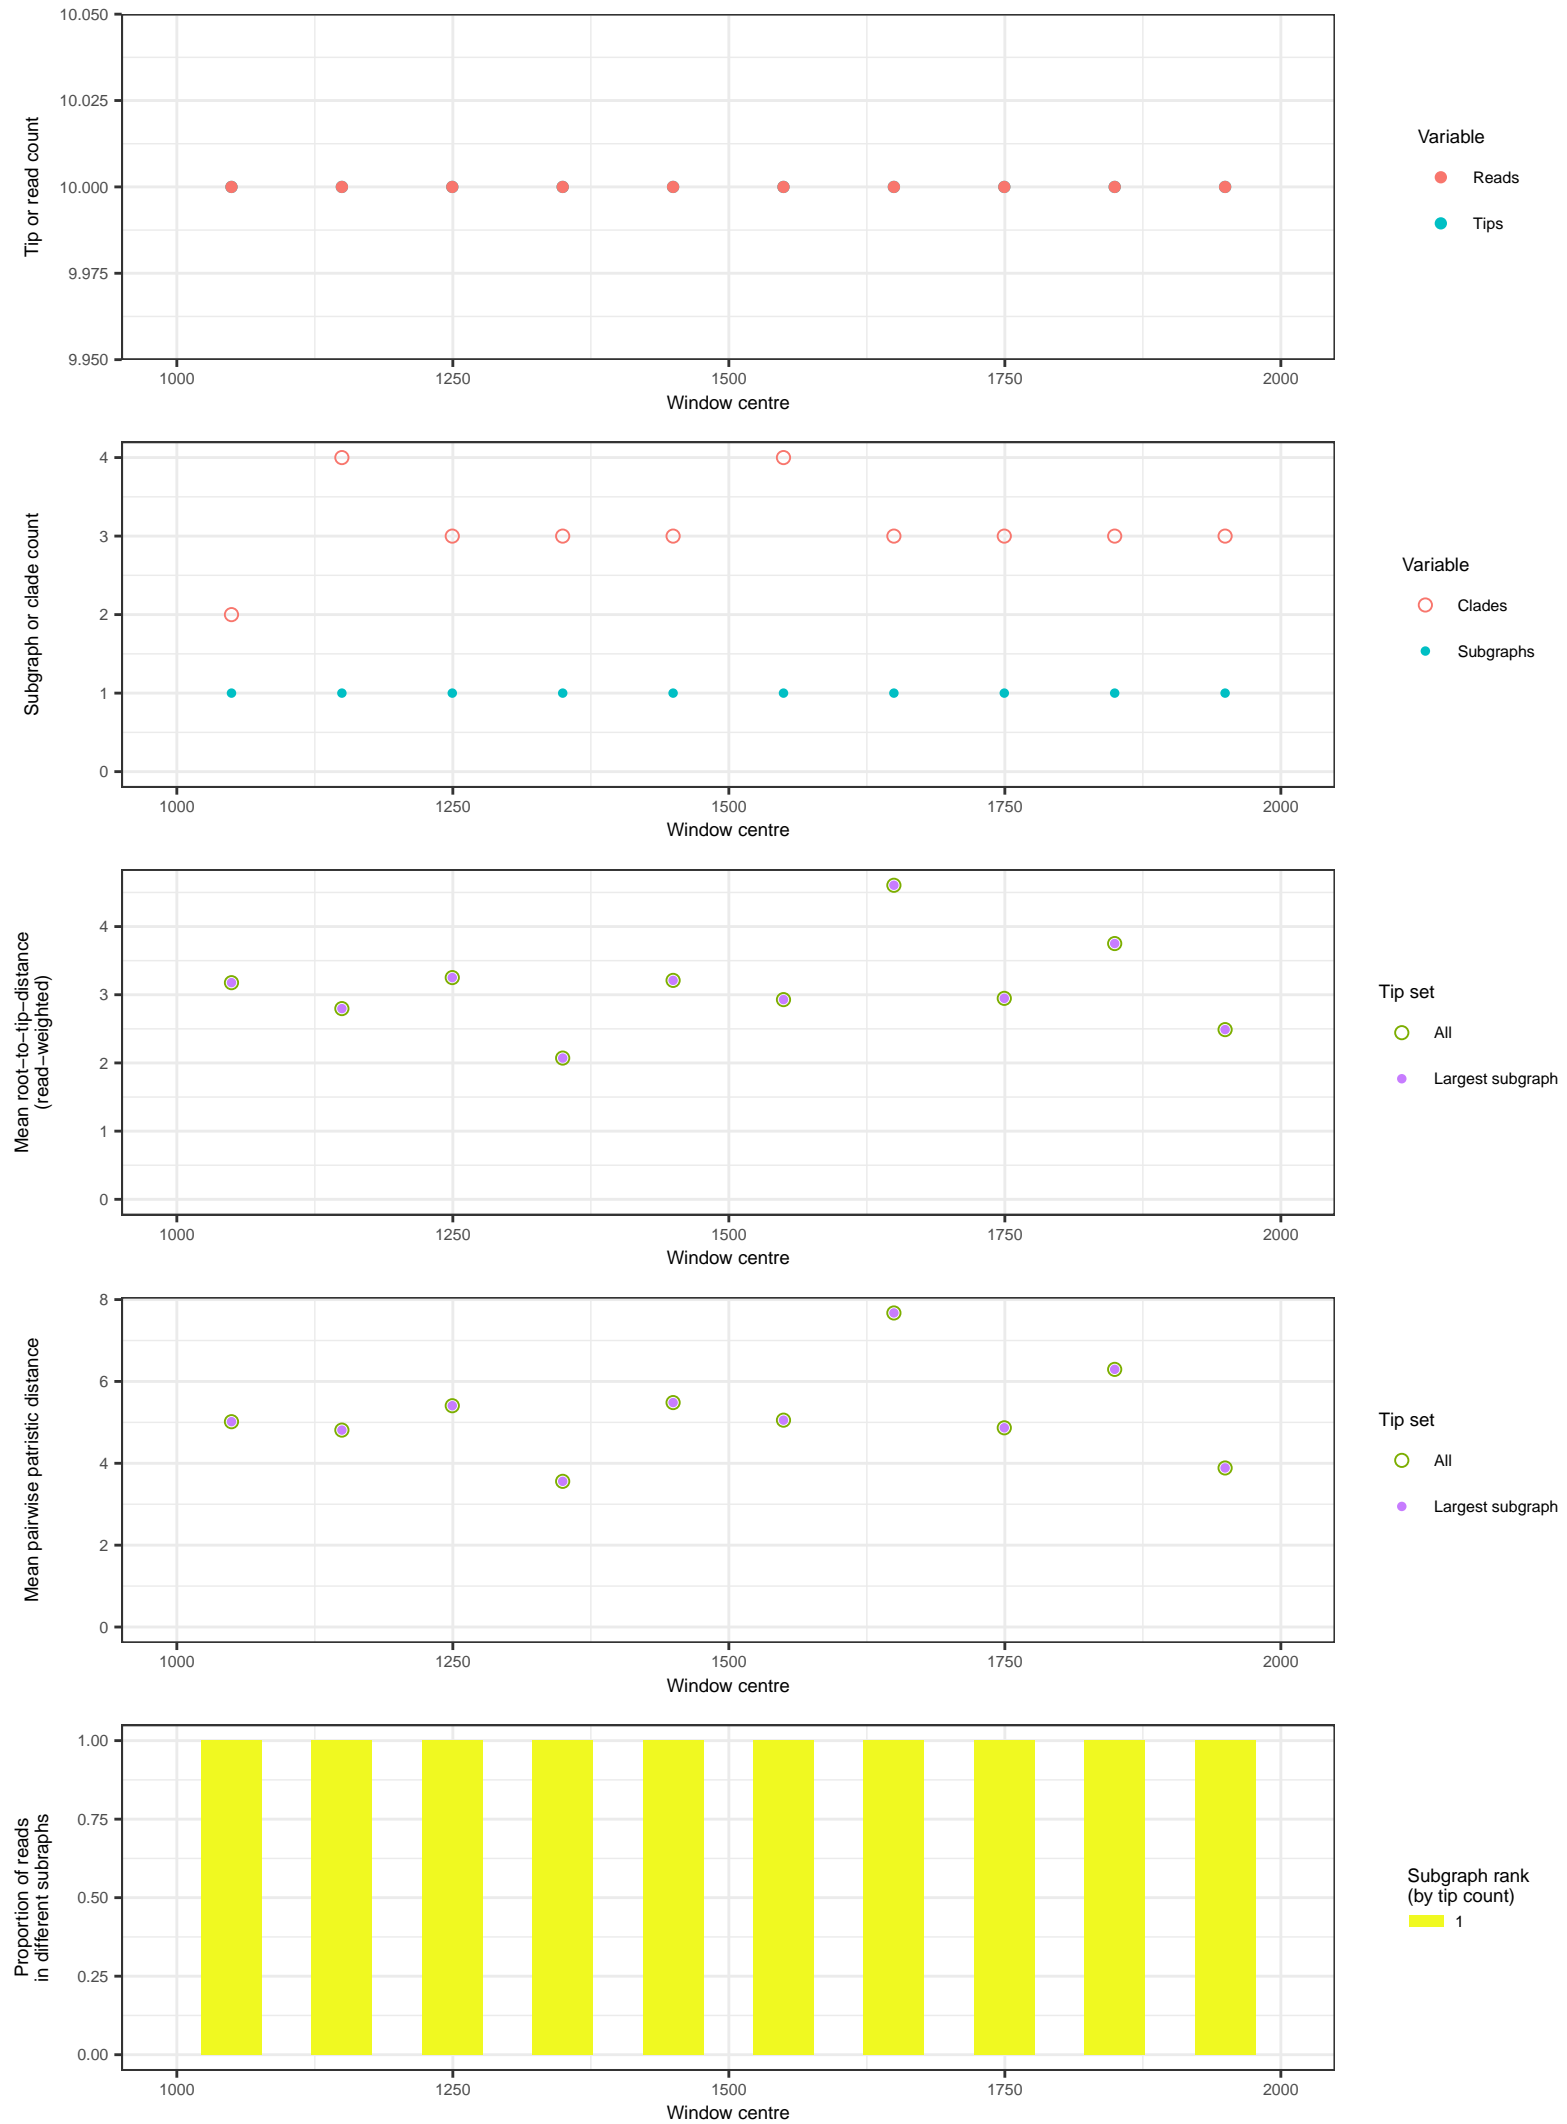 10.050
10.025
10.000
9.975
9.950
Tip or read count
1000 1250 1500 1750 2000
Window centre
Variable
Reads
Tips
4
3
2
1
0
Subgraph or clade count
1000 1250 1500 1750 2000
Window centre
Variable
Clades
Subgraphs
4
3
2
1
0
Mean root−to−tip−distance
(read−weighted)
1000 1250 1500 1750 2000
Window centre
Tip set
All
Largest subgraph
8
6
4
2
0
Mean pairwise patristic distance
1000 1250 1500 1750 2000
Window centre
Tip set
All
Largest subgraph
1.00
0.75
0.50
0.25
0.00
Proportion of reads
in different subraphs
1000 1250 1500 1750 2000
Window centre
Subgraph rank
(by tip count)
1